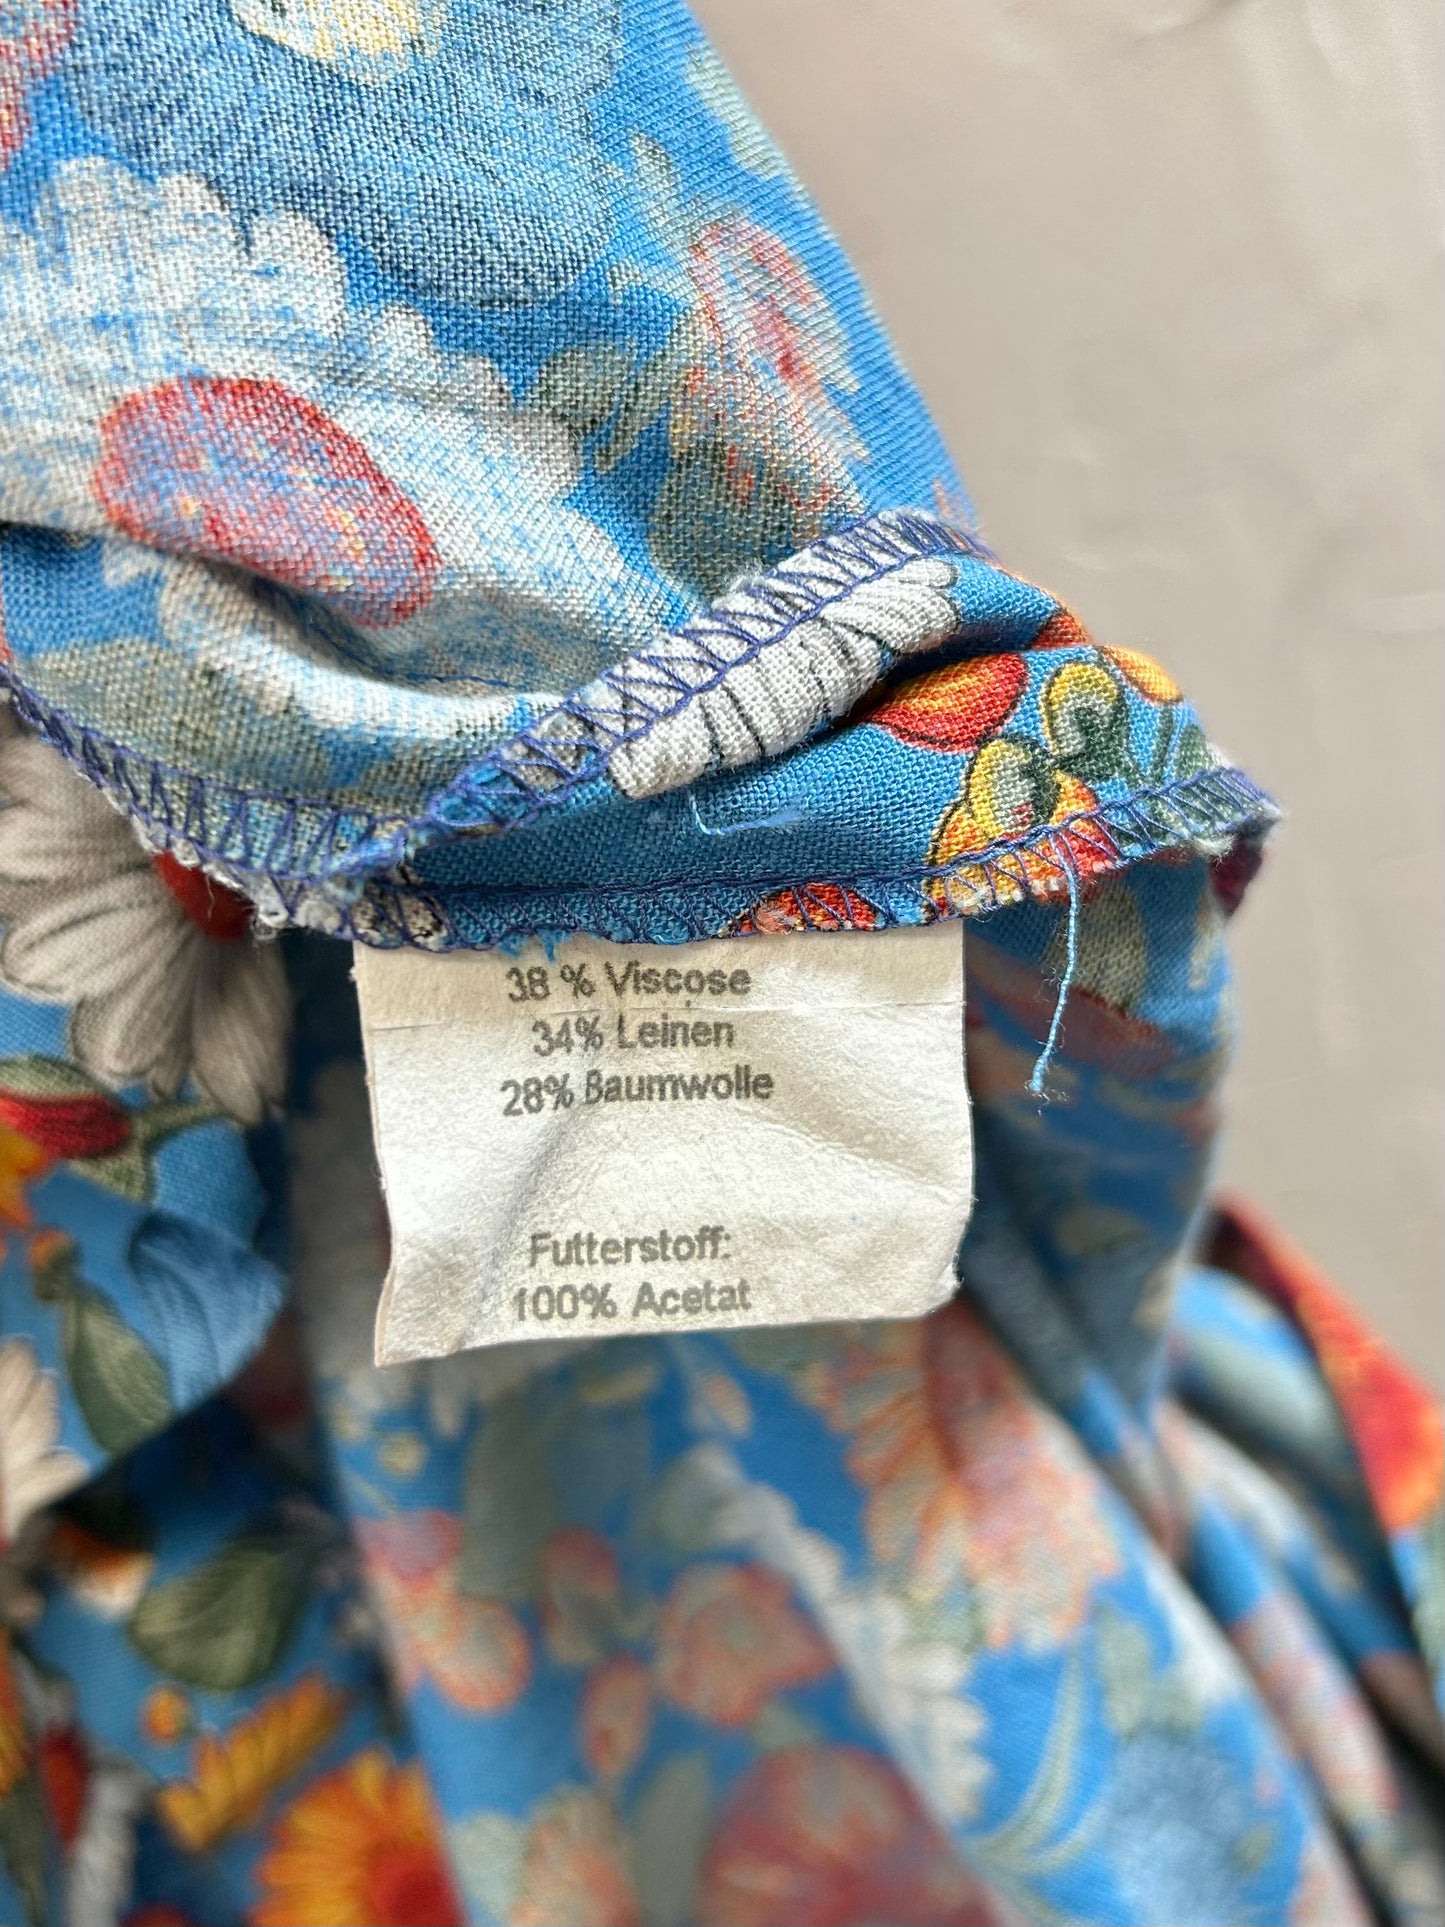 38 % Viscose
34% Leinen
28% Baumwolle
Futterstoff:
100% Acetat